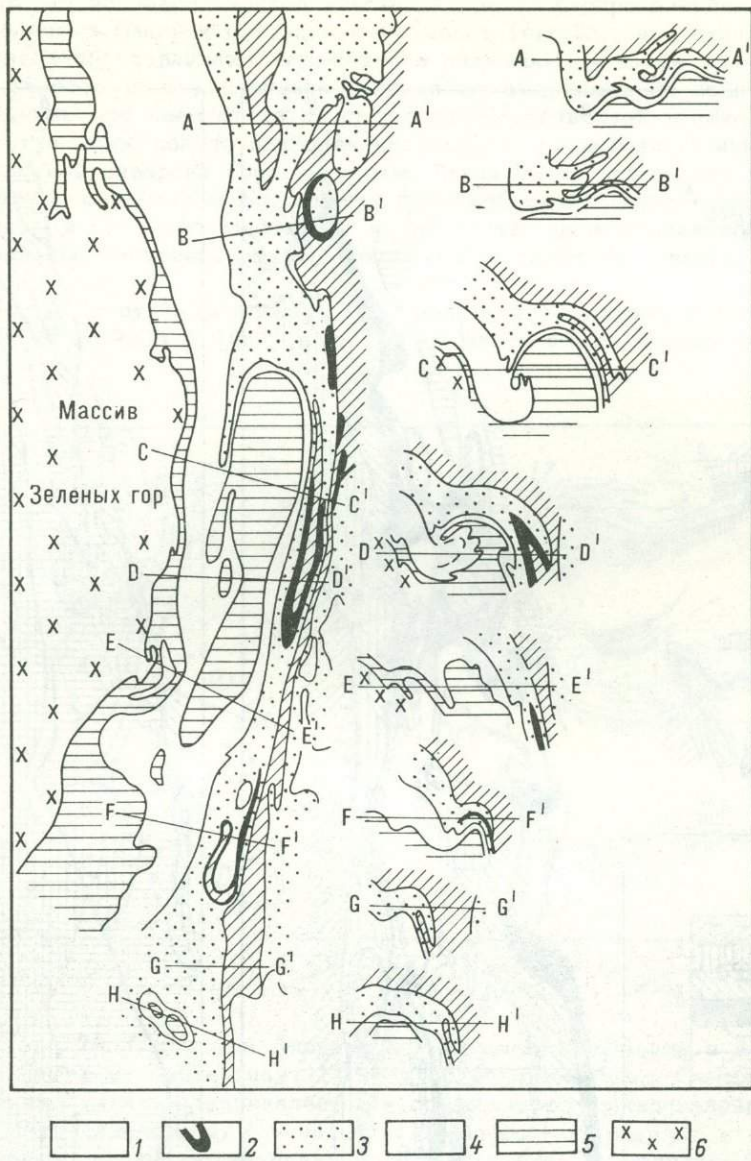 A A'
A A'
B B'
B B'
C C'
Массив
C
Зеленых гор
C'
D D'
D D'
E
E E'
E'
F F'
F F'
G G'
G G'
H H'
H H'
1 2 3 4 5 6